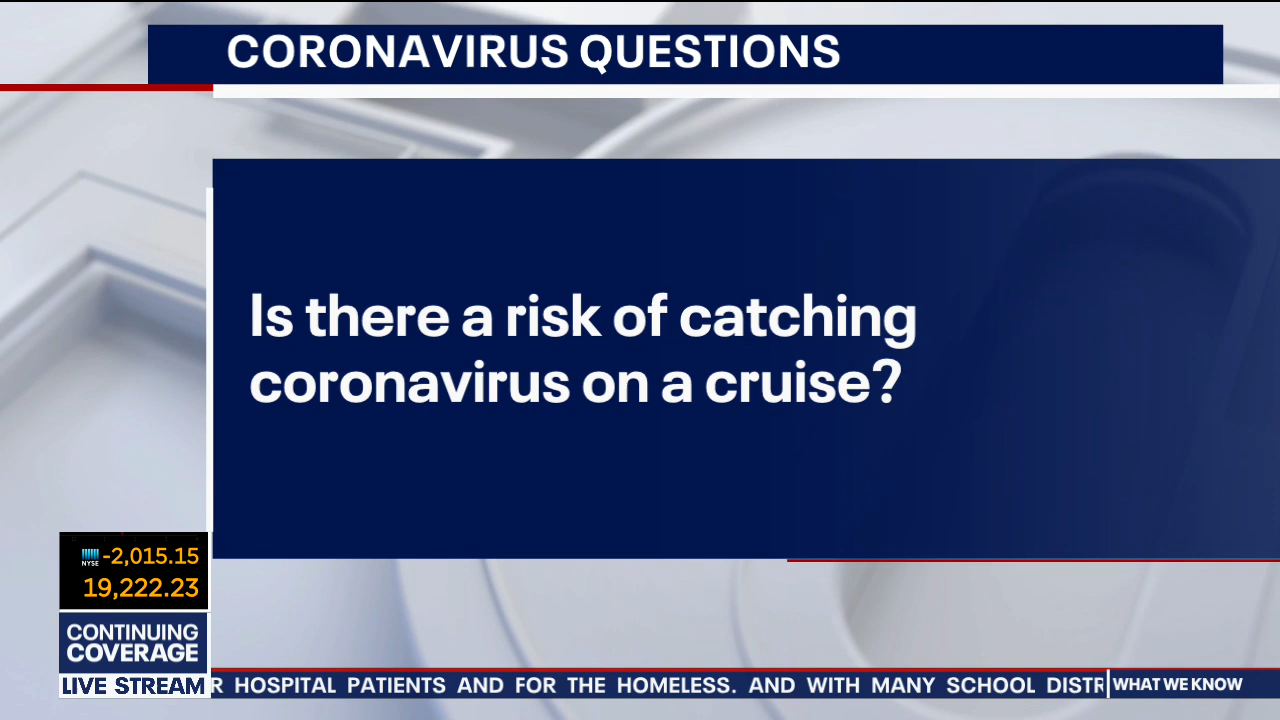 CORONAVIRUS QUESTIONS
Is there a risk of catching
coronavirus on a cruise?
NYSE
-2,015.15
19,222.23
CONTINUING
COVERAGE
LIVE STREAM
R HOSPITAL PATIENTS AND FOR THE HOMELESS. AND WITH MANY SCHOOL DISTR
WHAT WE KNOW